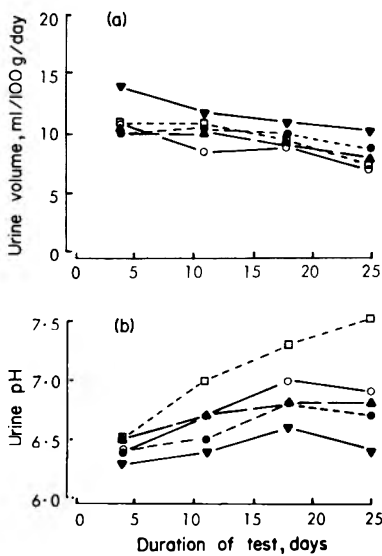 (a)
Urine volume, ml/100 g/day
20
15
10
5
0
0 5 10 15 20 25
(b)
Urine pH
7·5
7·0
6·5
6·0
0 5 10 15 20 25
Duration of test, days